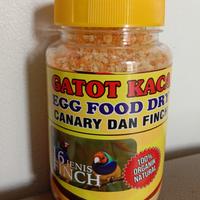 GATOT KACA
EGG FOOD DRY
CANARY DAN FINCH
16 JENIS
FINCH
100%
ORGANIK
NATURAL